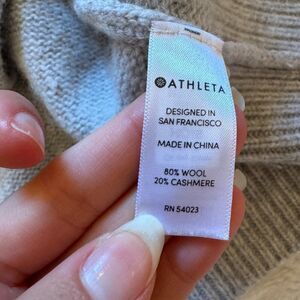 ATHLETA
DESIGNED IN
SAN FRANCISCO
MADE IN CHINA
80% WOOL
20% CASHMERE
RN 54023